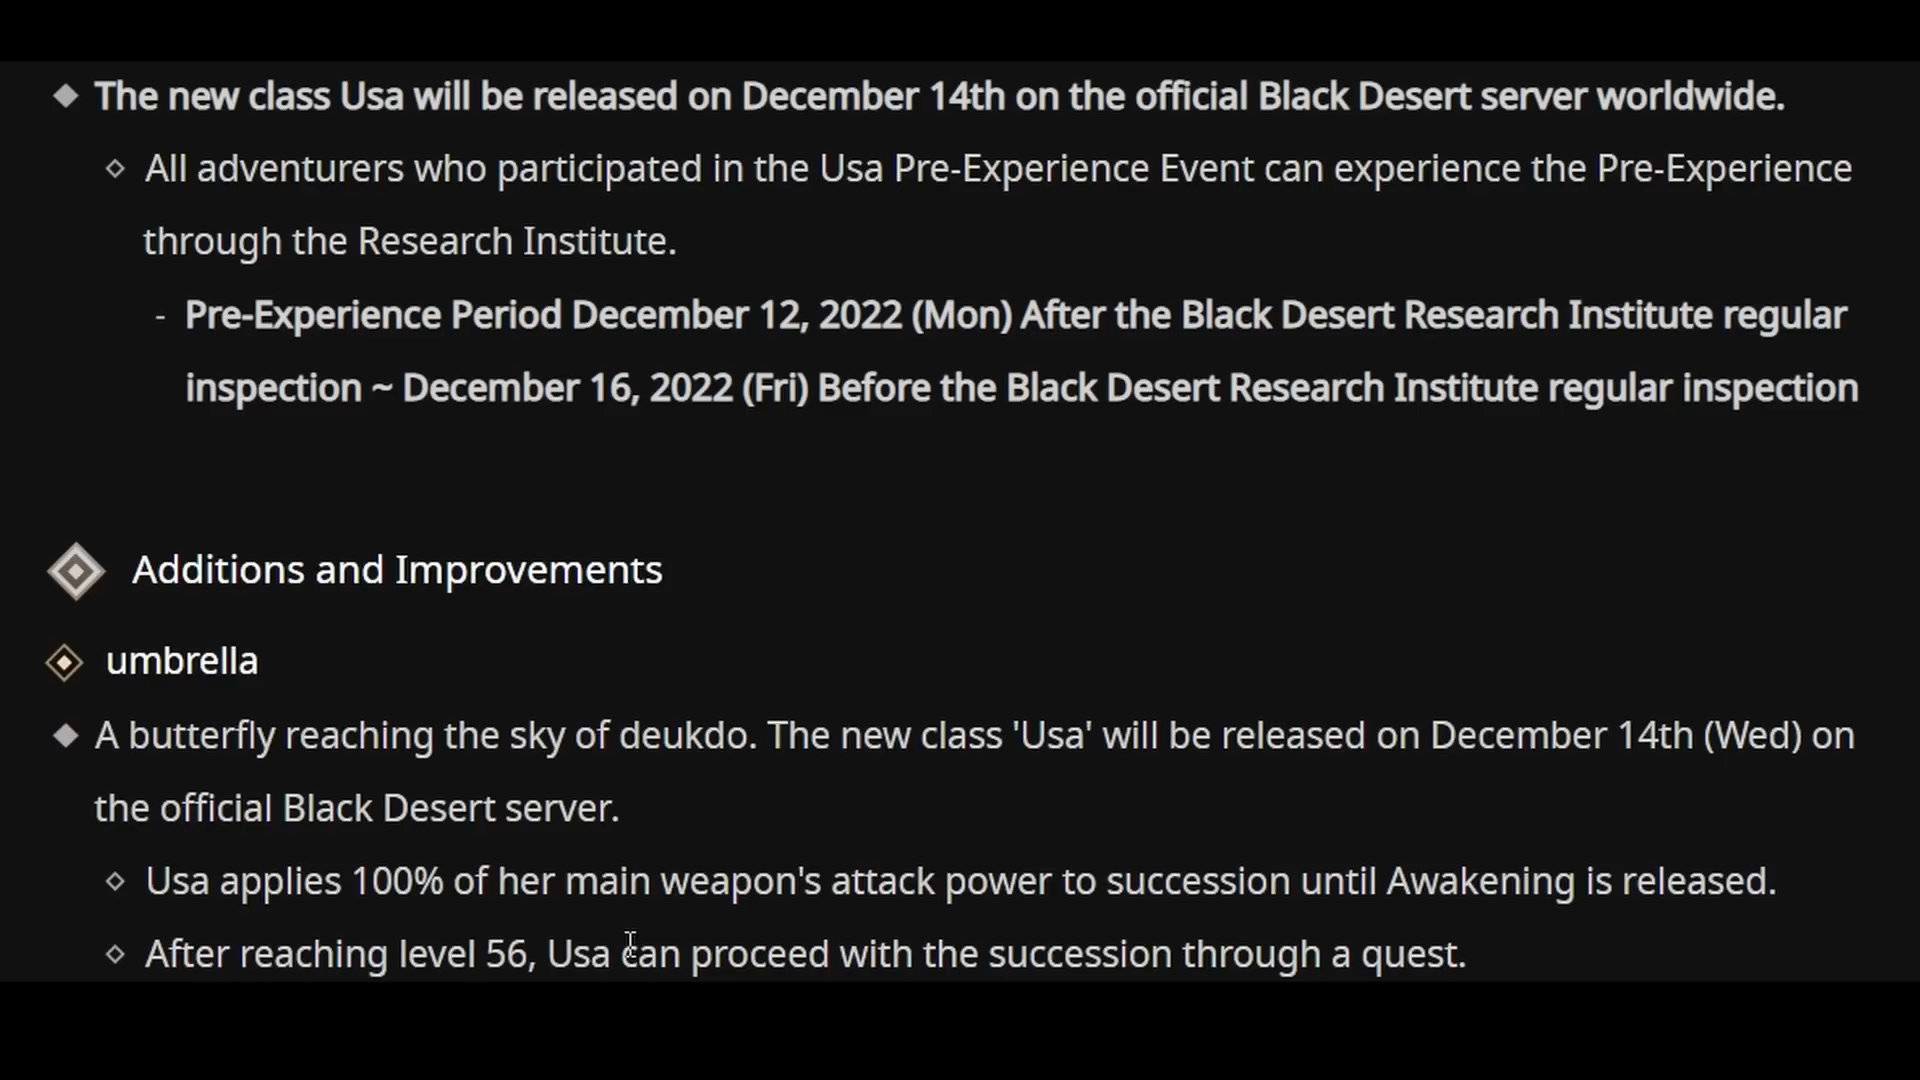 The new class Usa will be released on December 14th on the official Black Desert server worldwide.
All adventurers who participated in the Usa Pre-Experience Event can experience the Pre-Experience
through the Research Institute.
- Pre-Experience Period December 12, 2022 (Mon) After the Black Desert Research Institute regular
inspection ~ December 16, 2022 (Fri) Before the Black Desert Research Institute regular inspection
Additions and Improvements
umbrella
A butterfly reaching the sky of deukdo. The new class 'Usa' will be released on December 14th (Wed) on
the official Black Desert server.
Usa applies 100% of her main weapon's attack power to succession until Awakening is released.
After reaching level 56, Usa can proceed with the succession through a quest.